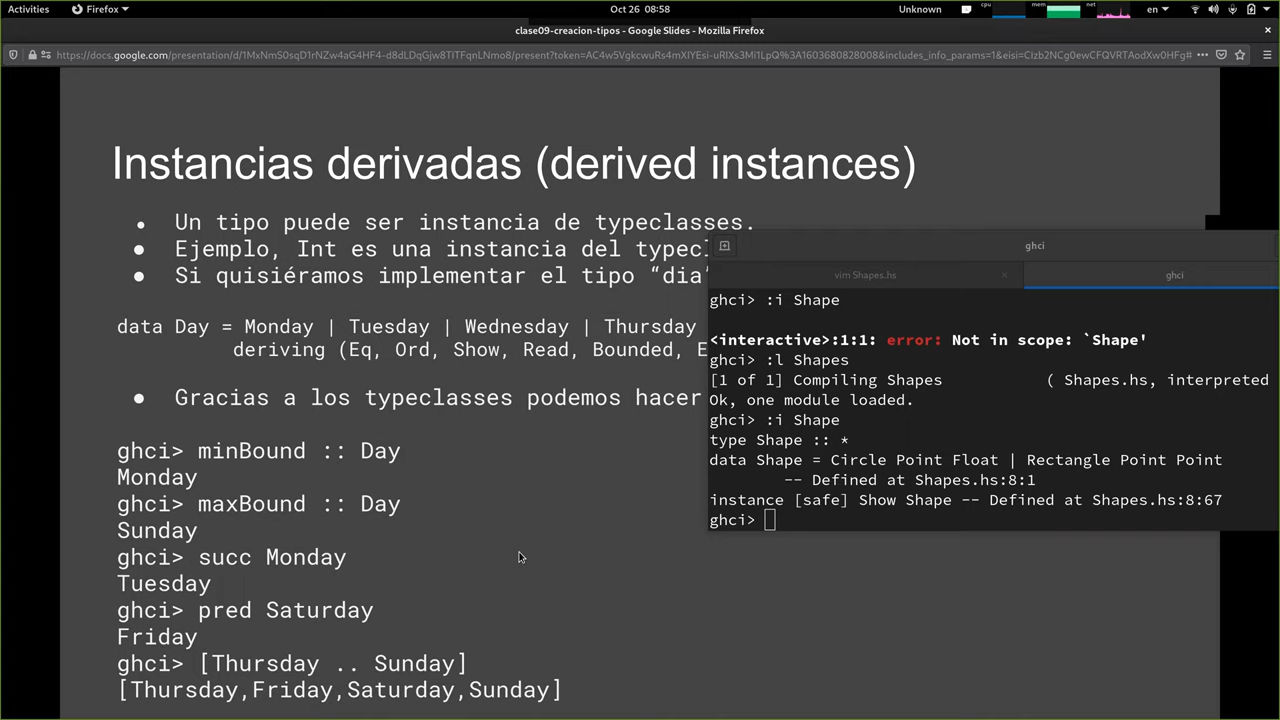 Activities
Firefox
Oct 26 08:58
Unknown
cpu
mem
net
en
clase09-creacion-tipos - Google Slides - Mozilla Firefox
Instancias derivadas (derived instances)
● Un tipo puede ser instancia de typeclasses.
● Ejemplo, Int es una instancia del typecl
● Si quisiéramos implementar el tipo “dia”
data Day = Monday | Tuesday | Wednesday | Thursday
deriving (Eq, Ord, Show, Read, Bounded, E
● Gracias a los typeclasses podemos hacer
ghci> minBound :: Day
Monday
ghci> maxBound :: Day
Sunday
ghci> succ Monday
Tuesday
ghci> pred Saturday
Friday
ghci> [Thursday .. Sunday]
[Thursday,Friday,Saturday,Sunday]
ghci
vim Shapes.hs
ghci
ghci> :i Shape
<interactive>:1:1: error: Not in scope: `Shape'
ghci> :l Shapes
[1 of 1] Compiling Shapes ( Shapes.hs, interpreted
Ok, one module loaded.
ghci> :i Shape
type Shape :: *
data Shape = Circle Point Float | Rectangle Point Point
-- Defined at Shapes.hs:8:1
instance [safe] Show Shape -- Defined at Shapes.hs:8:67
ghci>